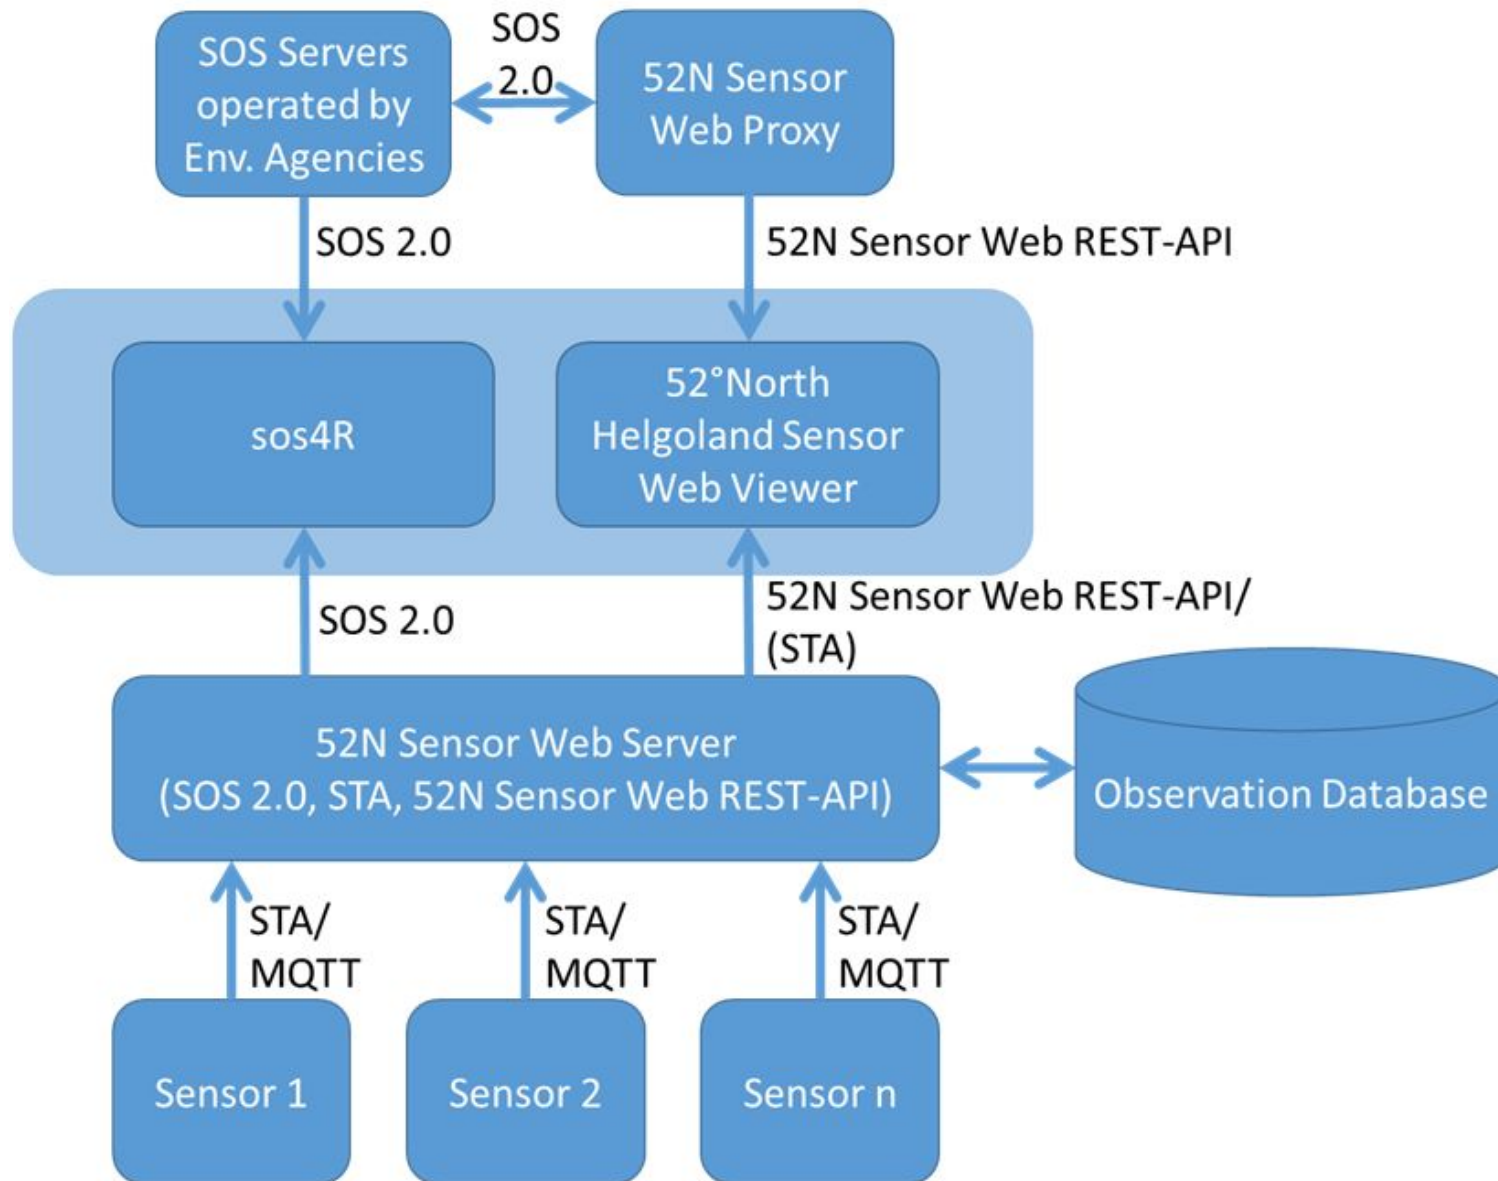 SOS Servers
operated by
Env. Agencies
SOS
2.0
52N Sensor
Web Proxy
SOS 2.0
52N Sensor Web REST-API
sos4R
52°North
Helgoland Sensor
Web Viewer
SOS 2.0
52N Sensor Web REST-API/
(STA)
52N Sensor Web Server
(SOS 2.0, STA, 52N Sensor Web REST-API)
Observation Database
STA/
MQTT
STA/
MQTT
STA/
MQTT
Sensor 1
Sensor 2
Sensor n